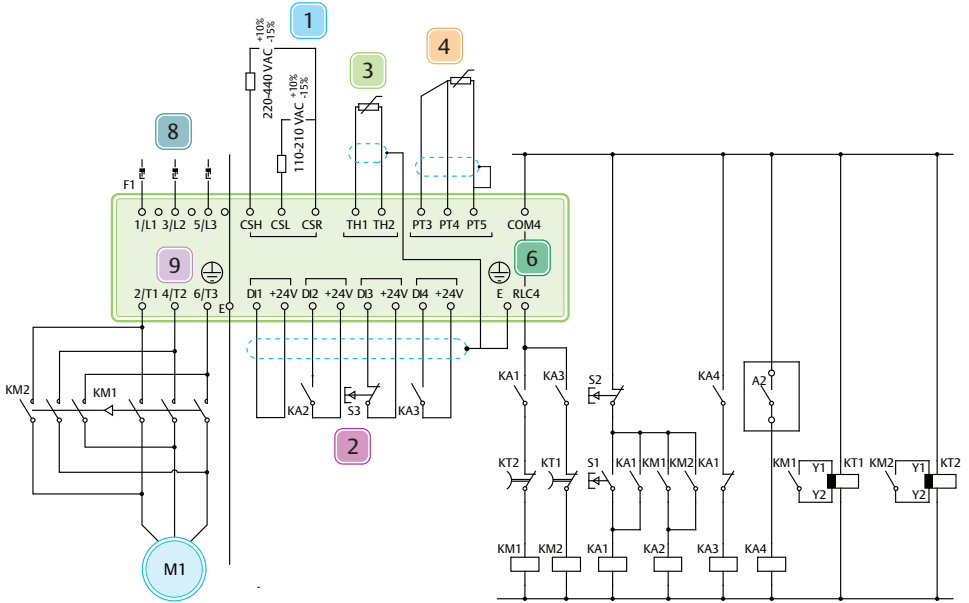 1
+10%
-15%
220-440 VAC
+10%
-15%
110-210 VAC
3
4
8
F1
1/L1 3/L2 5/L3
CSH CSL CSR
TH1 TH2
PT3 PT4 PT5
COM4
9
6
2/T1 4/T2 6/T3
E
DI1 +24V DI2 +24V DI3 +24V DI4 +24V
E RLC4
KM2
KM1
KA2
S3
KA3
2
KA1
KA3
S2
KA4
A2
KT2
KT1
S1
KA1
KM1
KM2
KA1
KM1
Y1
Y2
KT1
KM2
Y1
Y2
KT2
KM1
KM2
KA1
KA2
KA3
KA4
M1